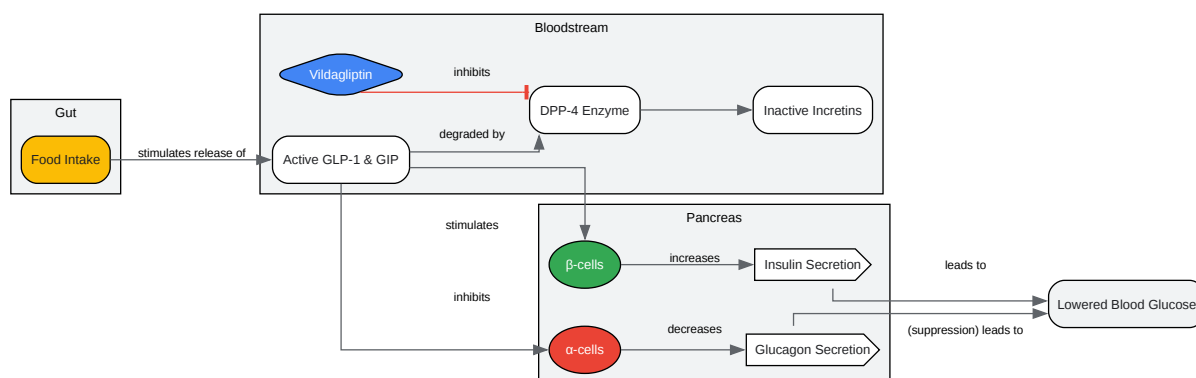 Bloodstream
Vildagliptin
inhibits
DPP-4 Enzyme
Inactive Incretins
Gut
degraded by
Food Intake
stimulates release of
Active GLP-1 & GIP
Pancreas
stimulates
β-cells
increases
Insulin Secretion
leads to
inhibits
Lowered Blood Glucose
decreases
(suppression) leads to
α-cells
Glucagon Secretion